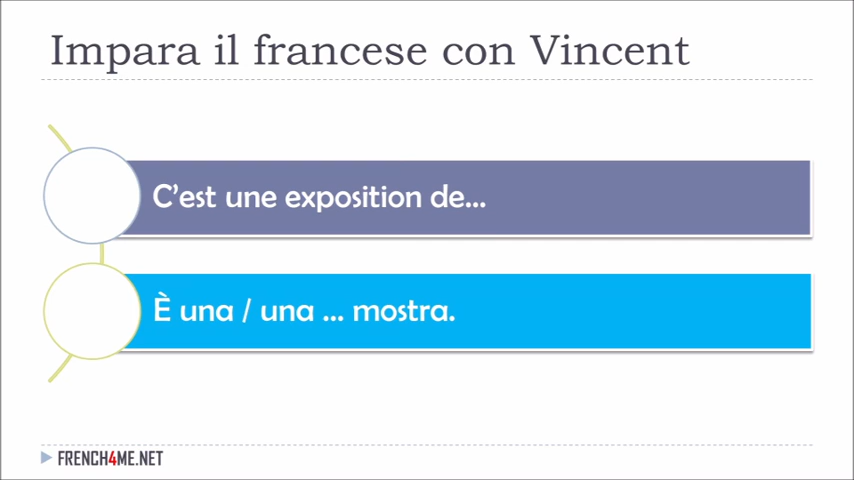 Impara il francese con Vincent
C’est une exposition de...
È una / una ... mostra.
FRENCH4ME.NET